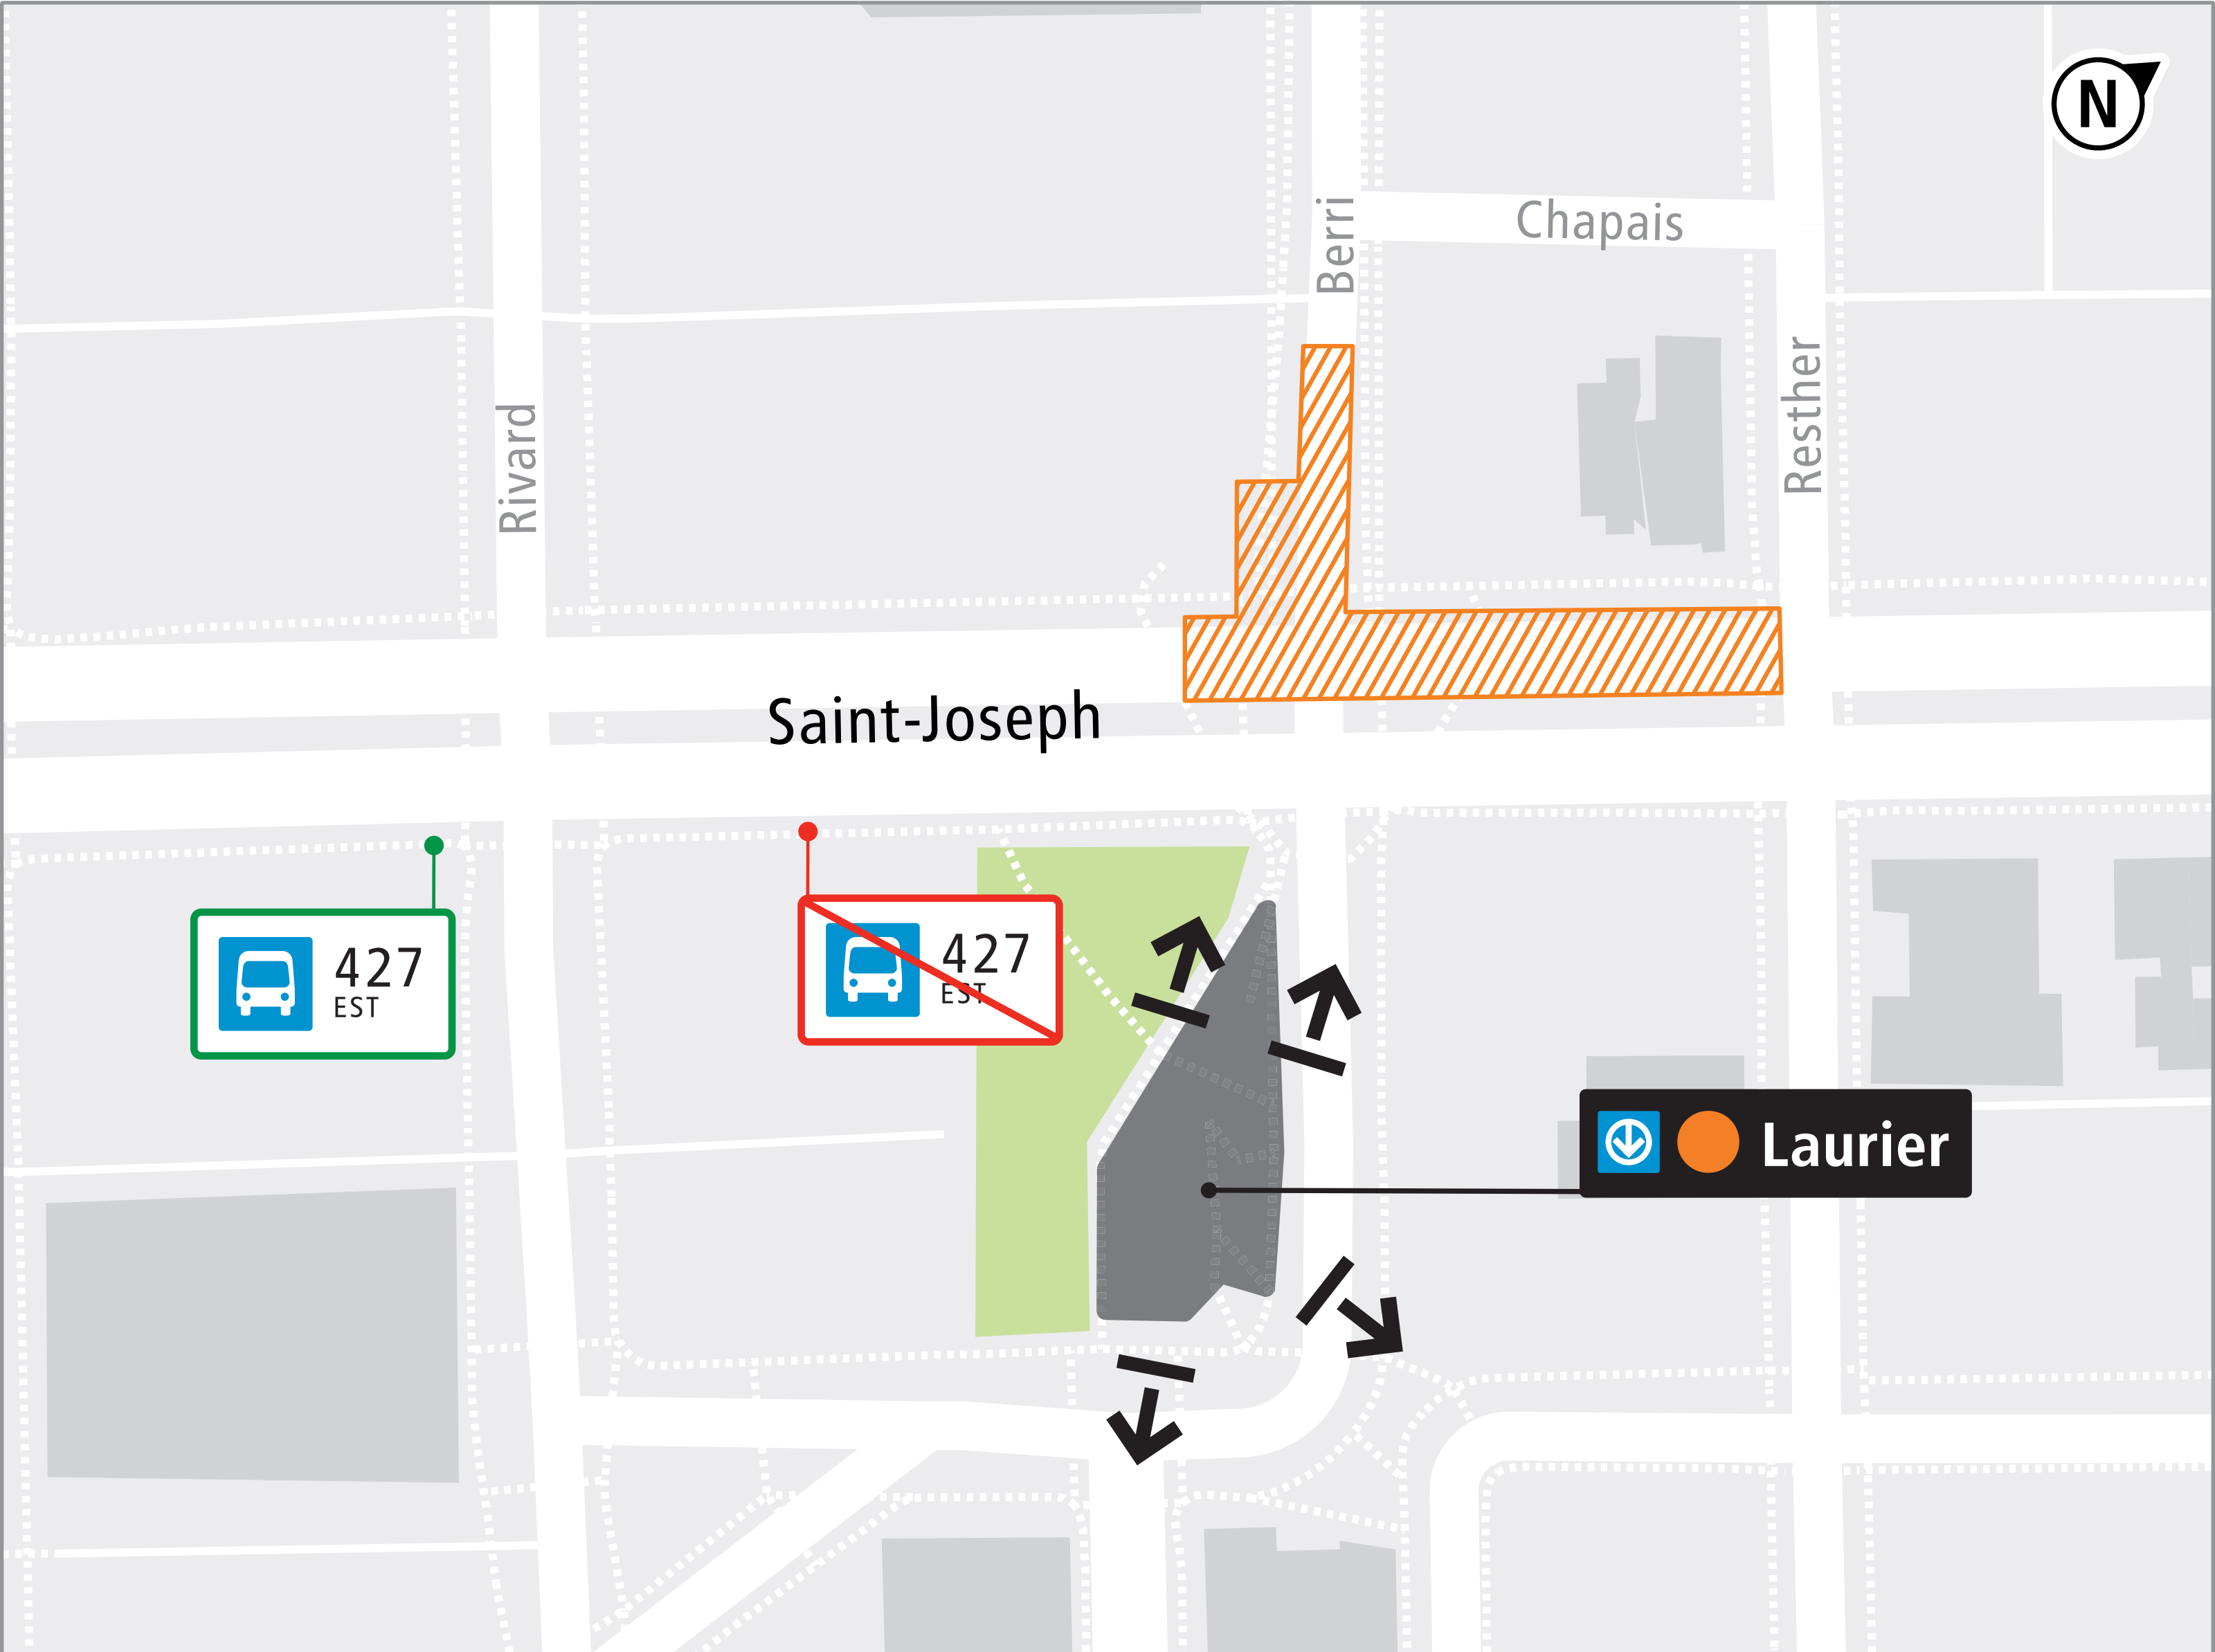 N
Berri
Chapais
Resther
Rivard
Saint-Joseph
427
EST
427
EST
Laurier